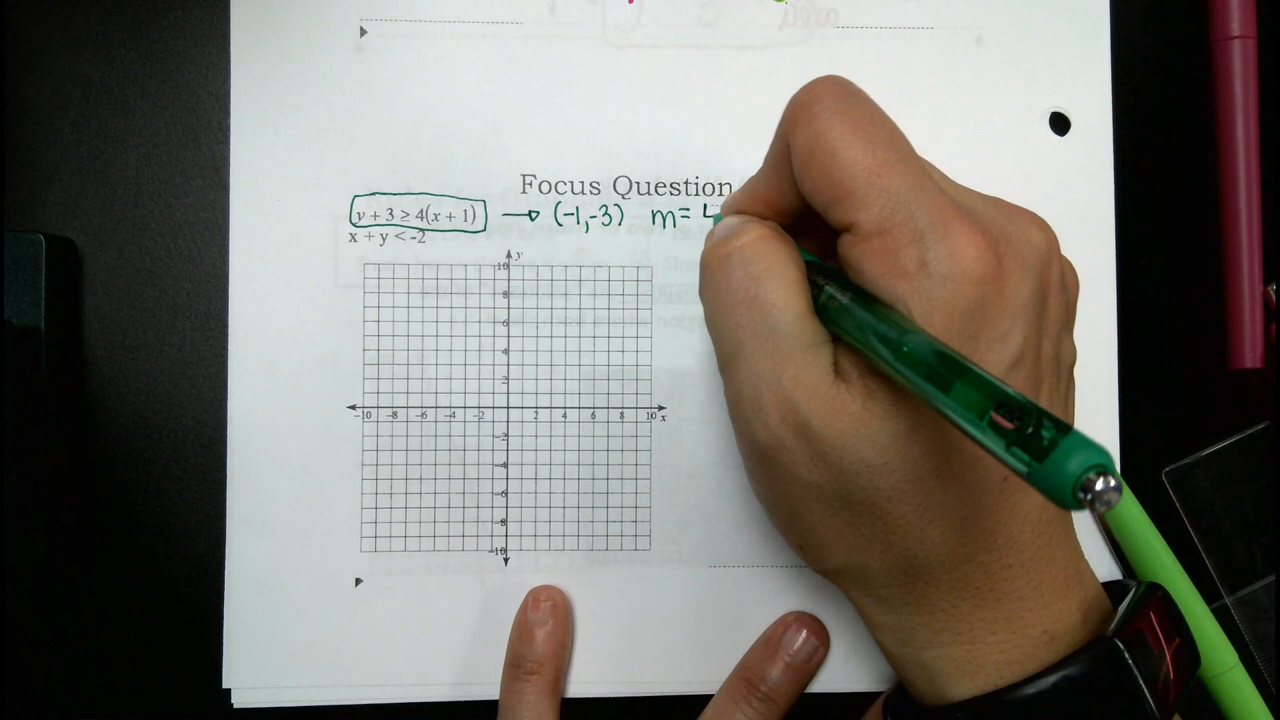 Focus Question
y + 3 ≥ 4(x + 1) → (-1,-3) m= 4
x + y < -2
y
10
8
6
4
2
-10 -8 -6 -4 -2 2 4 6 8 10 x
-2
-4
-6
-8
-10